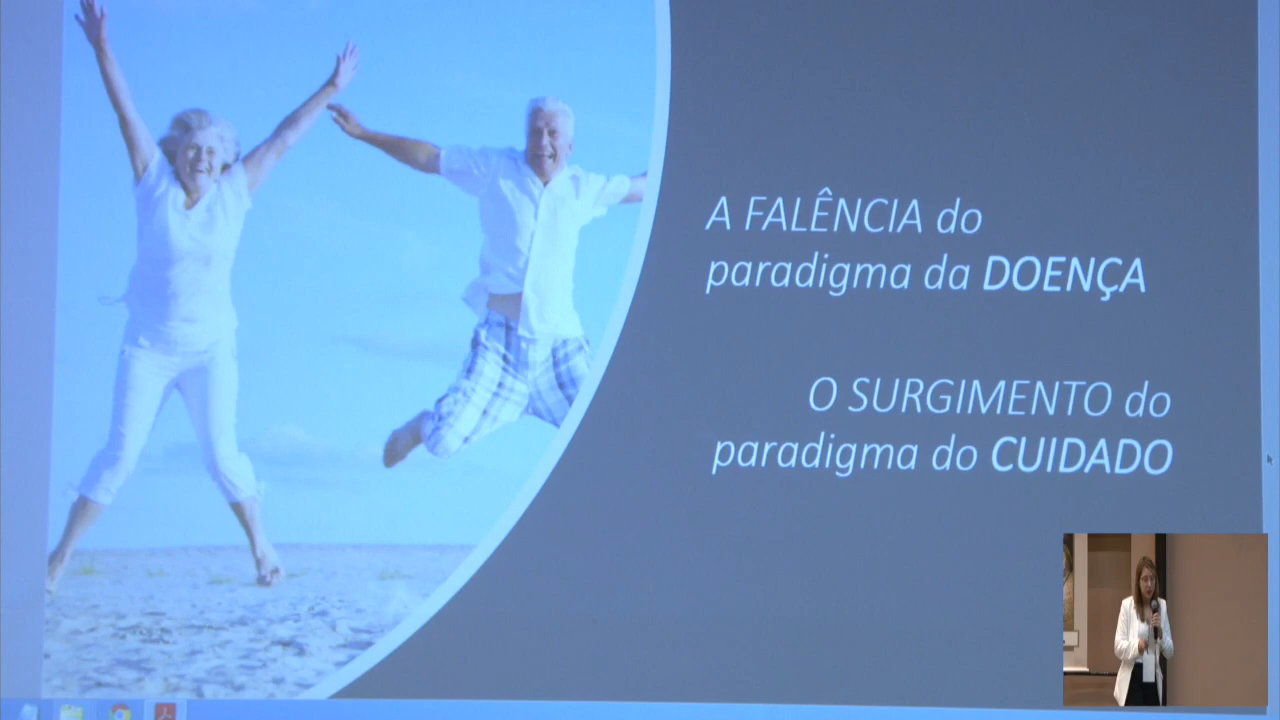 A FALÊNCIA do
paradigma da DOENÇA
O SURGIMENTO do
paradigma do CUIDADO